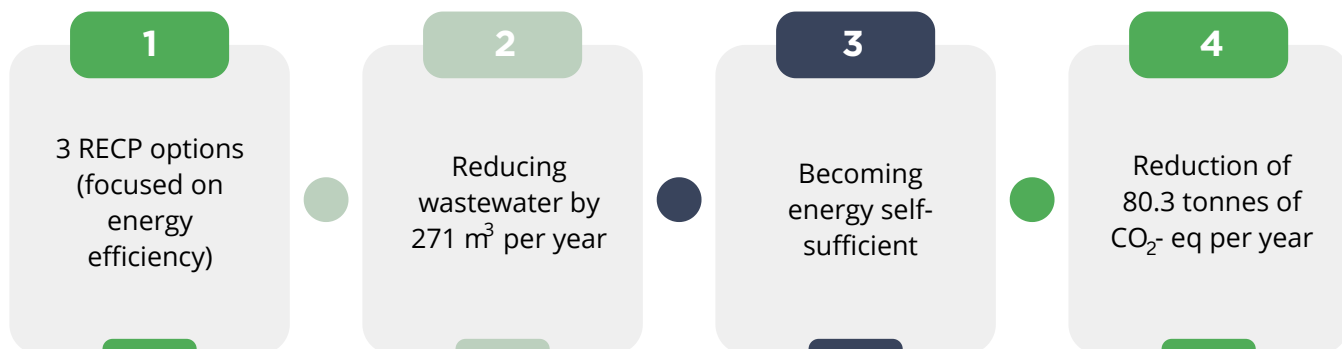 1
3 RECP options
(focused on
energy
efficiency)
2
Reducing
wastewater by
271 m³ per year
3
Becoming
energy self-
sufficient
4
Reduction of
80.3 tonnes of
CO₂- eq per year